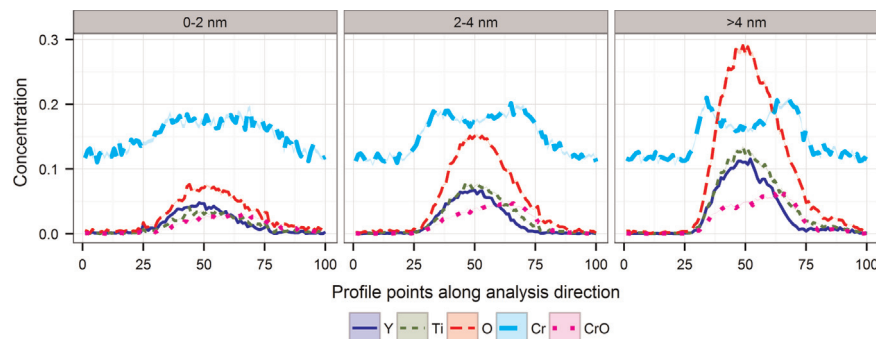 0-2 nm 2-4 nm >4 nm
0.3
0.2
0.1
0.0
Concentration
0 25 50 75 100 0 25 50 75 100 0 25 50 75 100
Profile points along analysis direction
Y Ti O Cr CrO